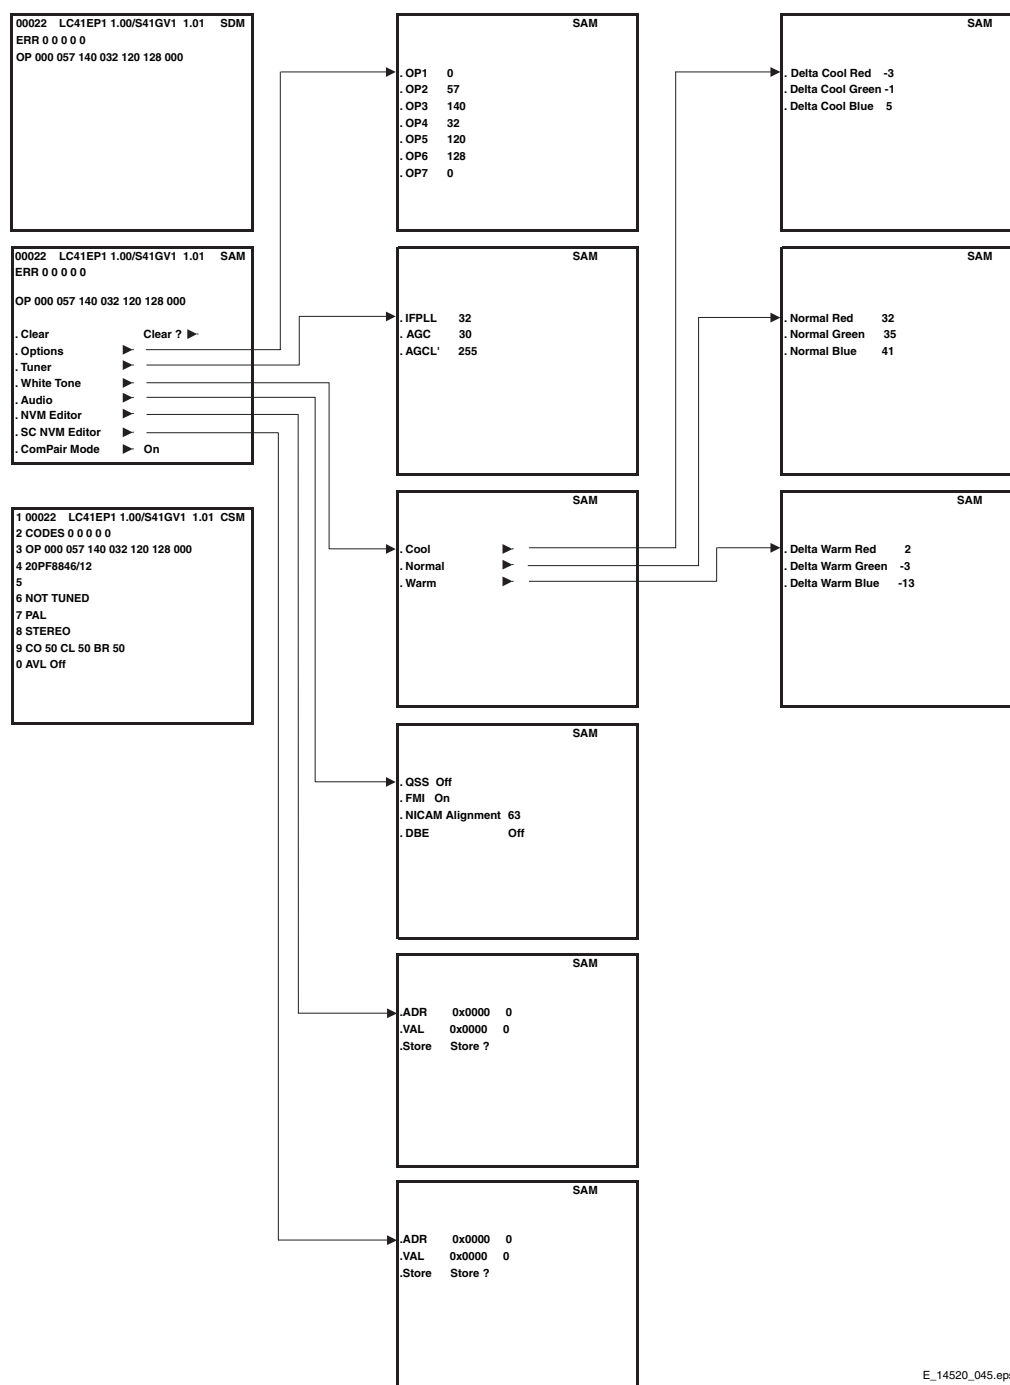 00022 LC41EP1 1.00/S41GV1 1.01 SDM
ERR 0 0 0 0 0
OP 000 057 140 032 120 128 000
00022 LC41EP1 1.00/S41GV1 1.01 SAM
ERR 0 0 0 0 0
OP 000 057 140 032 120 128 000
. Clear Clear ?
. Options
. Tuner
. White Tone
. Audio
. NVM Editor
. SC NVM Editor
. ComPair Mode On
1 00022 LC41EP1 1.00/S41GV1 1.01 CSM
2 CODES 0 0 0 0 0
3 OP 000 057 140 032 120 128 000
4 20PF8846/12
5
6 NOT TUNED
7 PAL
8 STEREO
9 CO 50 CL 50 BR 50
0 AVL Off
SAM
. OP1 0
. OP2 57
. OP3 140
. OP4 32
. OP5 120
. OP6 128
. OP7 0
SAM
. IFPLL 32
. AGC 30
. AGCL' 255
SAM
. Cool
. Normal
. Warm
SAM
. QSS Off
. FMI On
. NICAM Alignment 63
. DBE Off
SAM
.ADR 0x0000 0
.VAL 0x0000 0
.Store Store ?
SAM
.ADR 0x0000 0
.VAL 0x0000 0
.Store Store ?
SAM
. Delta Cool Red -3
. Delta Cool Green -1
. Delta Cool Blue 5
SAM
. Normal Red 32
. Normal Green 35
. Normal Blue 41
SAM
. Delta Warm Red 2
. Delta Warm Green -3
. Delta Warm Blue -13
E_14520_045.eps